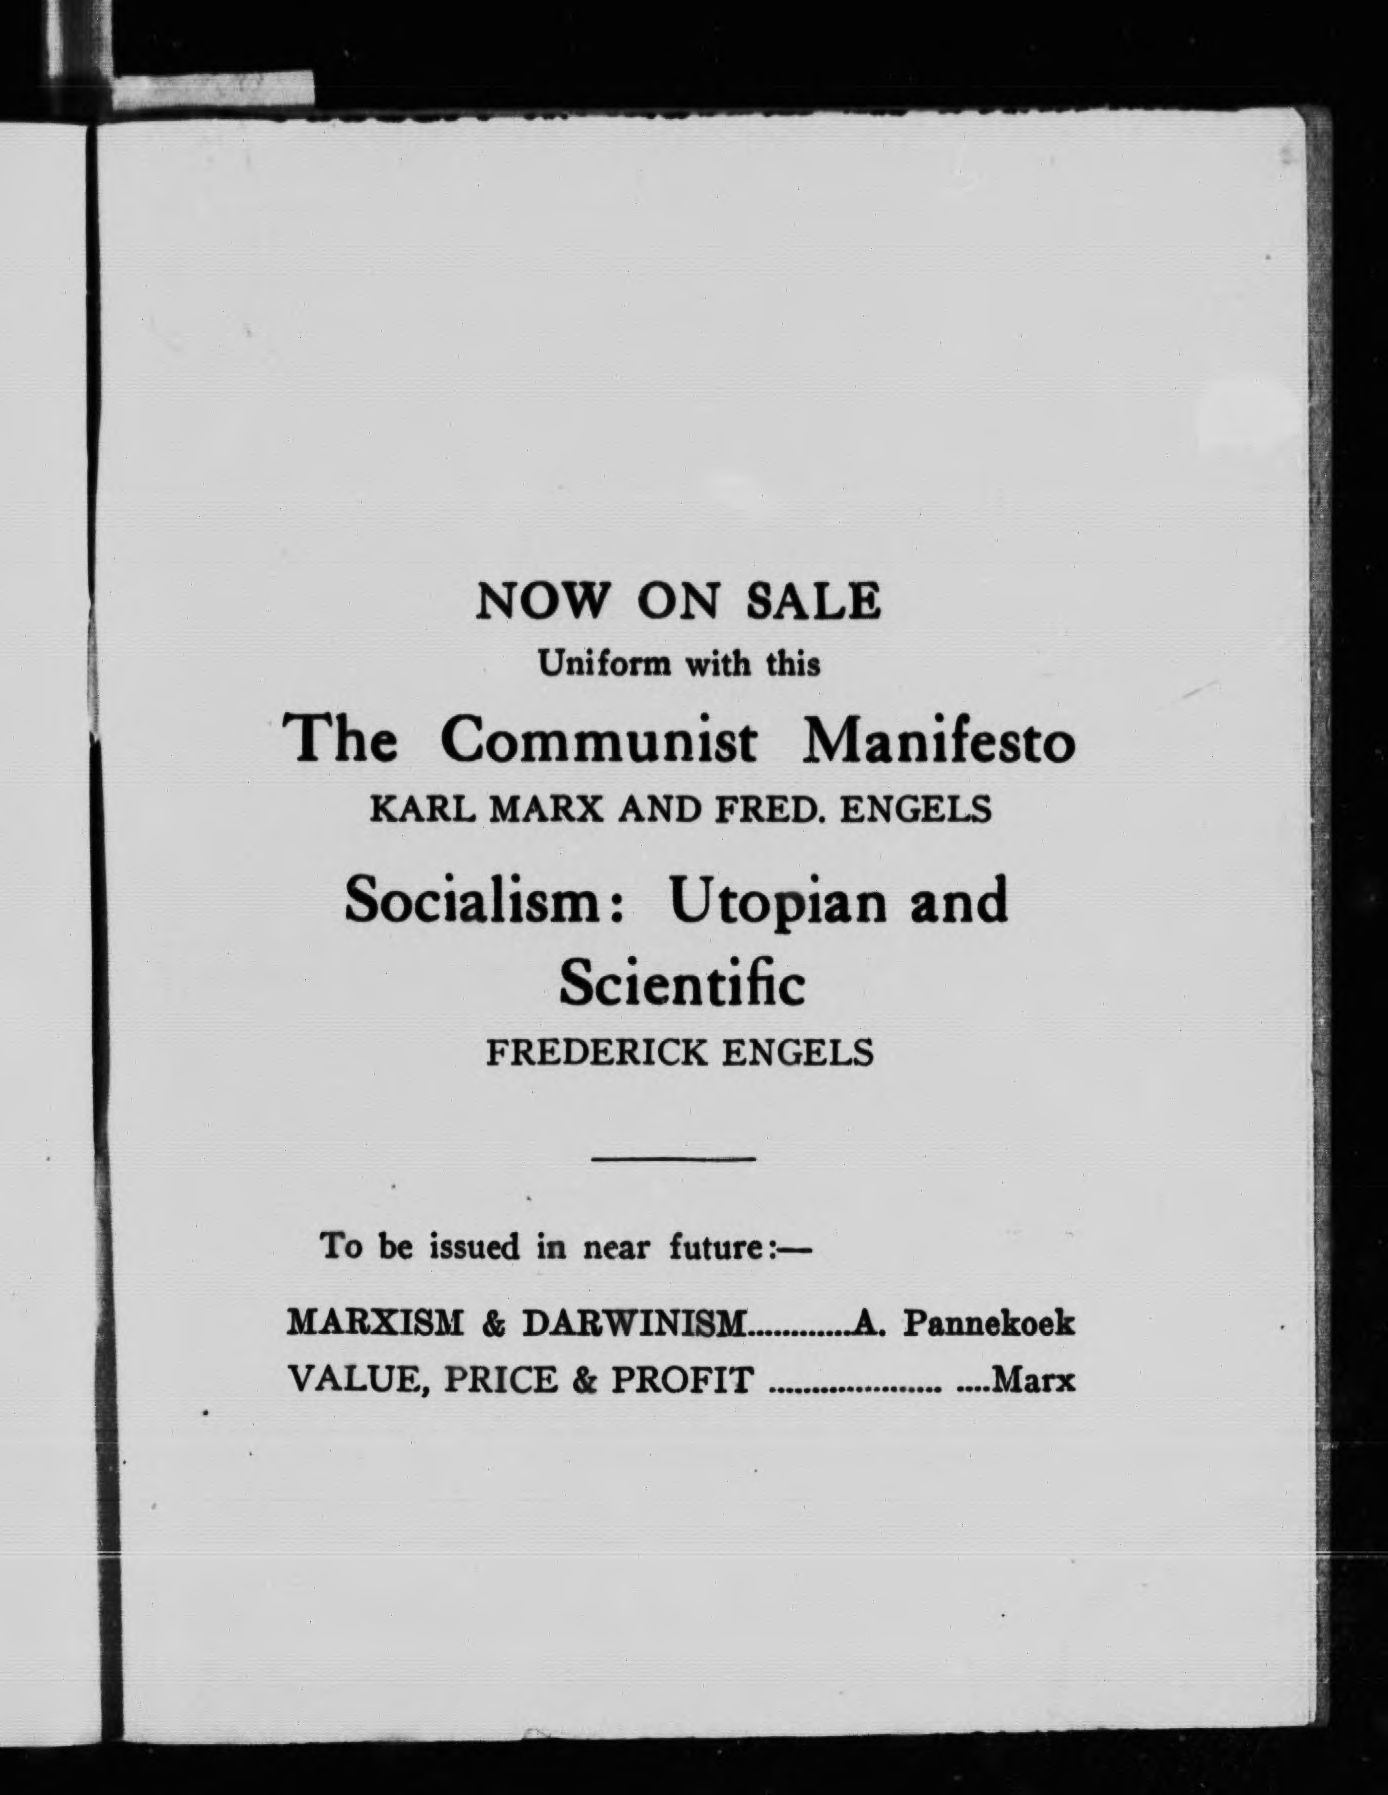 NOW ON SALE
Uniform with this
The Communist Manifesto
KARL MARX AND FRED. ENGELS
Socialism: Utopian and
Scientific
FREDERICK ENGELS
To be issued in near future:—
MARXISM & DARWINISM............A. Pannekoek
VALUE, PRICE & PROFIT ..................... ....Marx